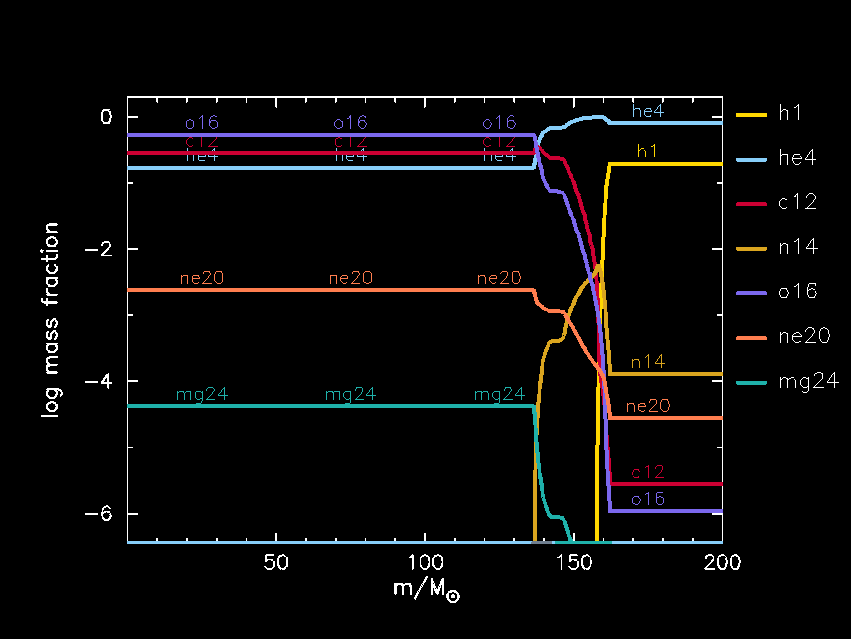 0
−2
−4
−6
log mass fraction
50
100
150
200
m/M⊙
o16
o16
o16
c12
c12
c12
he4
he4
he4
ne20
ne20
ne20
mg24
mg24
mg24
he4
h1
n14
ne20
c12
o16
h1
he4
c12
n14
o16
ne20
mg24